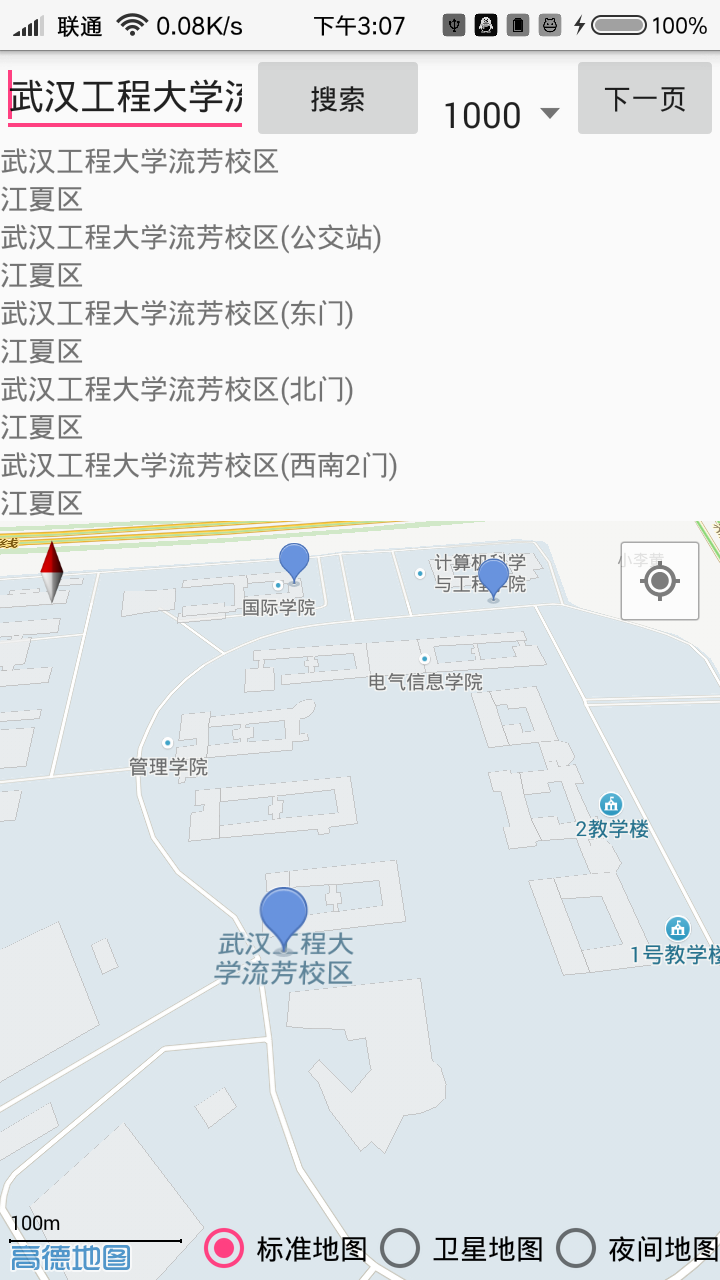 联通 0.08K/s 下午3:07 100%
武汉工程大学 搜索 1000 下一页
武汉工程大学流芳校区
江夏区
武汉工程大学流芳校区(公交站)
江夏区
武汉工程大学流芳校区(东门)
江夏区
武汉工程大学流芳校区(北门)
江夏区
武汉工程大学流芳校区(西南2门)
江夏区
线
计算机科学
与工程学院
国际学院
电气信息学院
管理学院
2教学楼
武汉工程大
学流芳校区
1号教学楼
100m
高德地图
标准地图 卫星地图 夜间地图